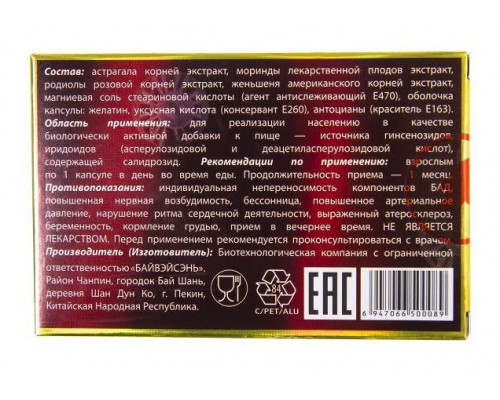 Состав: астрагала корней экстракт, моринды лекарственной плодов экстракт,
родиолы розовой корней экстракт, женьшеня американского корней экстракт,
магниевая соль стеариновой кислоты (агент антислеживающий Е470), оболочка
капсулы: желатин, уксусная кислота (консервант Е260), антоцианы (краситель Е163).
Область применения: для реализации населению в качестве
биологически активной добавки к пище — источника гинсенозидов,
иридоидов (асперулозидовой и деацетиласперулозидовой кислот),
содержащей салидрозид. Рекомендации по применению: взрослым
по 1 капсуле в день во время еды. Продолжительность приема — 1 месяц.
Противопоказания: индивидуальная непереносимость компонентов БАД,
повышенная нервная возбудимость, бессонница, повышенное артериальное
давление, нарушение ритма сердечной деятельности, выраженный атеросклероз,
беременность, кормление грудью, прием в вечернее время. НЕ ЯВЛЯЕТСЯ
ЛЕКАРСТВОМ. Перед применением рекомендуется проконсультироваться с врачом.
Производитель (Изготовитель): Биотехнологическая компания с ограниченной
ответственностью «БАЙВЭЙСЭНЬ».
Район Чанпин, городок Бай Шань,
деревня Шан Дун Ко, г. Пекин,
Китайская Народная Республика.
84
C/PET/ALU
EAC
6 947066 500089